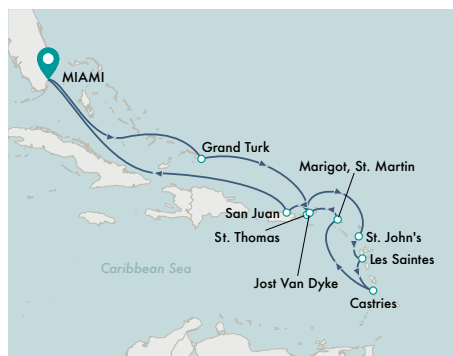 MIAMI
Grand Turk
Marigot, St. Martin
San Juan
St. Thomas
St. John's
Les Saintes
Jost Van Dyke
Caribbean Sea
Castries